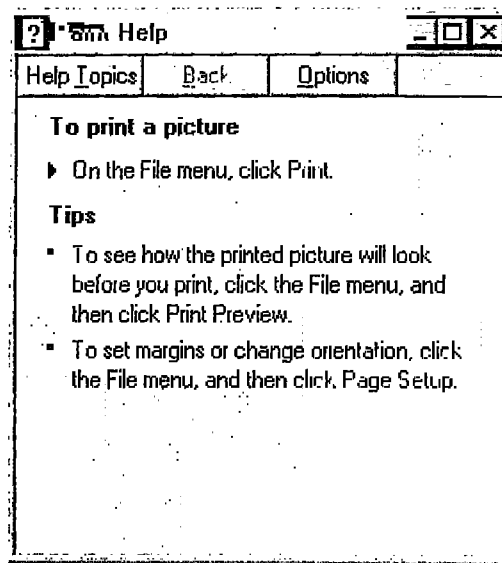 Help
Help Topics Back Options
To print a picture
On the File menu, click Print.
Tips
To see how the printed picture will look
before you print, click the File menu, and
then click Print Preview.
To set margins or change orientation, click
the File menu, and then click Page Setup.